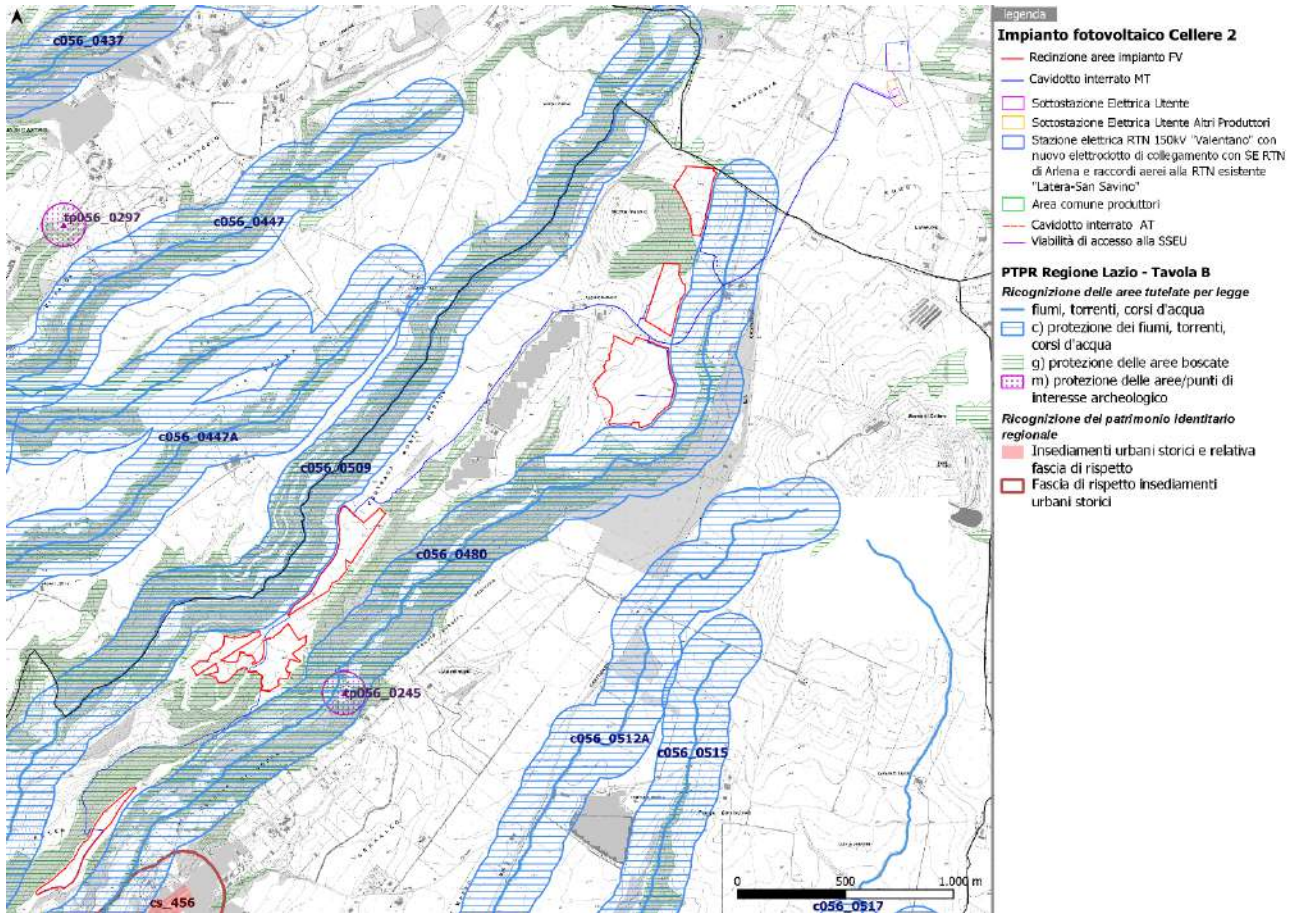 legenda
Impianto fotovoltaico Cellere 2
Recinzione aree impianto FV
Cavidotto interrato MT
Sottostazione Elettrica Utente
Sottostazione Elettrica Utente Altri Produttori
Stazione elettrica RTN 150kV "Valentano" con
nuovo elettrodotto di collegamento con SE RTN
di Arlena e raccordi aerei alla RTN esistente
"Latera-San Savino"
Area comune produttori
Cavidotto interrato AT
Viabilità di accesso alla SSEU
PTPR Regione Lazio - Tavola B
Ricognizione delle aree tutelate per legge
fiumi, torrenti, corsi d'acqua
c) protezione dei fiumi, torrenti,
corsi d'acqua
g) protezione delle aree boscate
m) protezione delle aree/punti di
interesse archeologico
Ricognizione del patrimonio identitario
regionale
Insediamenti urbani storici e relativa
fascia di rispetto
Fascia di rispetto insediamenti
urbani storici
c056_0437
tp056_0297
c056_0447
c056_0447A
c056_0509
c056_0480
tp056_0245
c056_0512A
c056_0515
cs_456
0 500 1.000 m
c056_0517